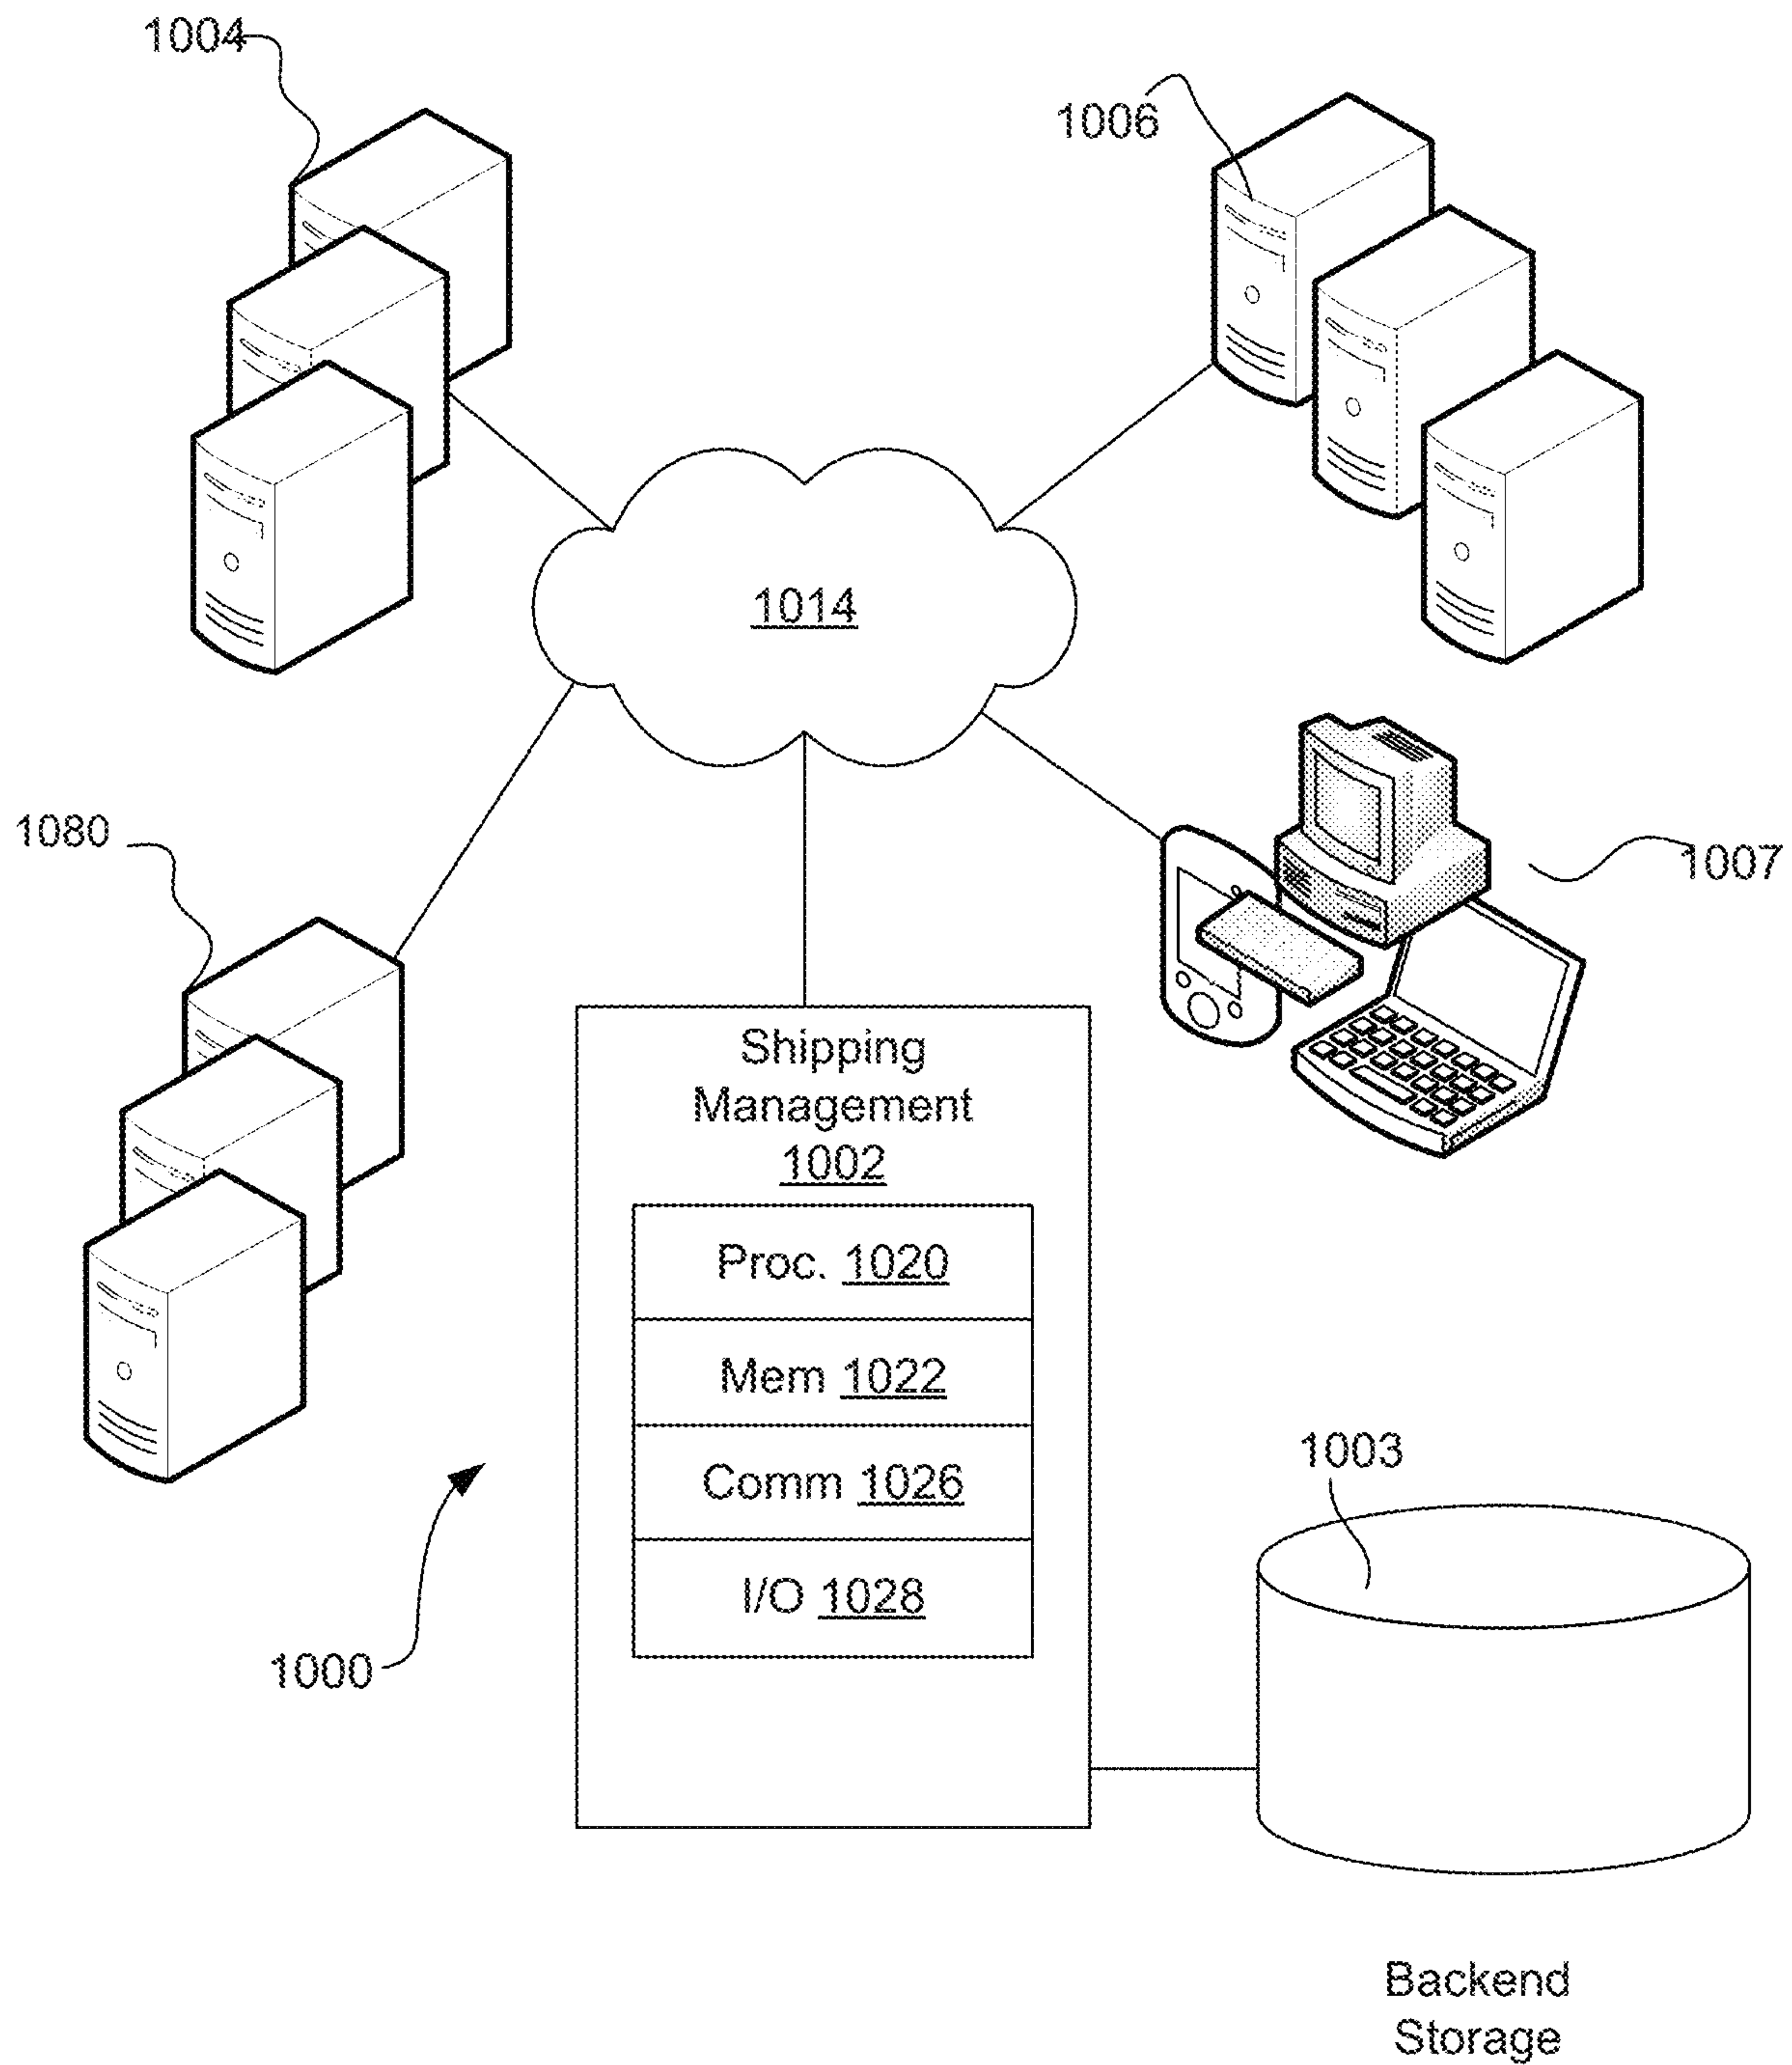 1004
1006
1014
1080
1007
Shipping
Management
1002
Proc. 1020
Mem 1022
Comm 1026
I/O 1028
1003
1000
Backend
Storage